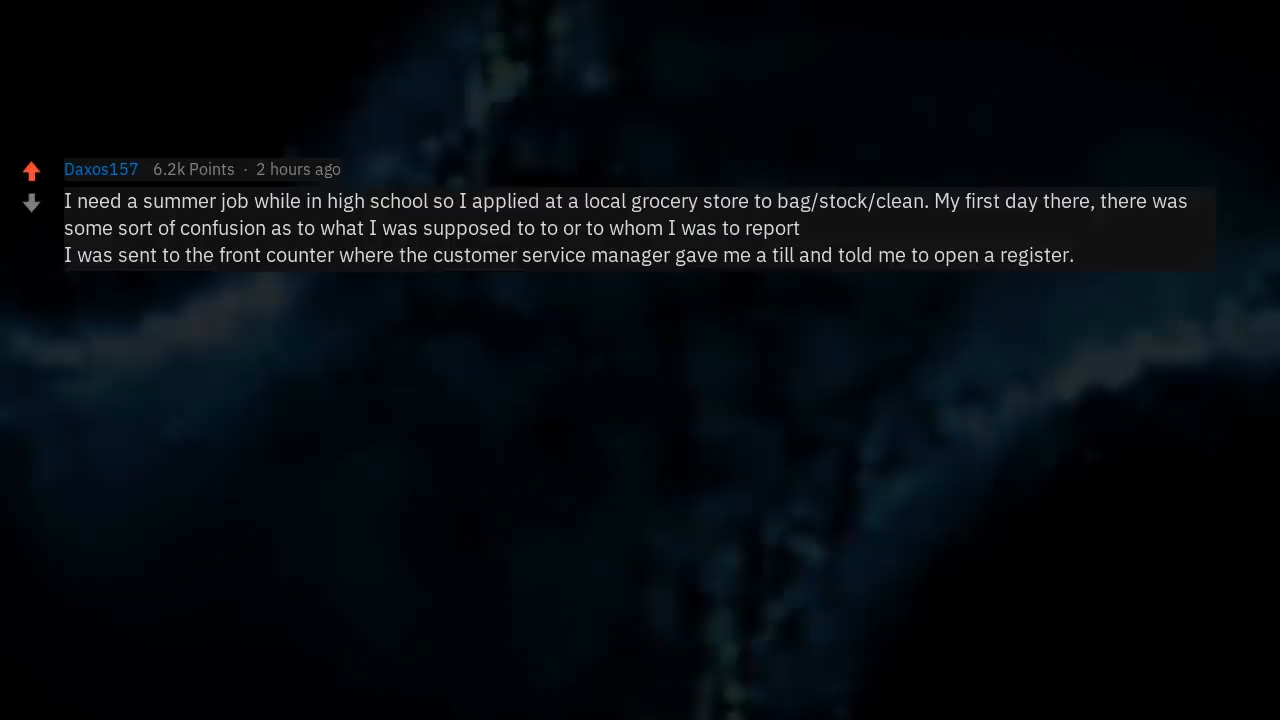 Daxos157 6.2k Points · 2 hours ago
I need a summer job while in high school so I applied at a local grocery store to bag/stock/clean. My first day there, there was
some sort of confusion as to what I was supposed to to or to whom I was to report
I was sent to the front counter where the customer service manager gave me a till and told me to open a register.